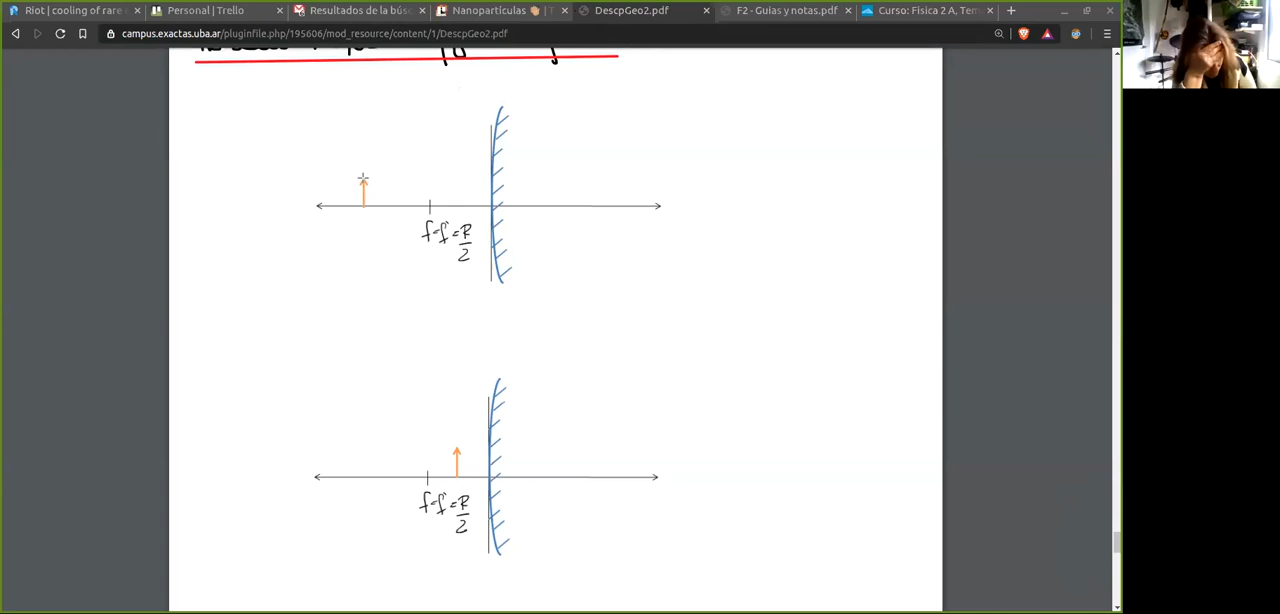 Riot | cooling of rare e
Personal | Trello
Resultados de la bús
Nanopartículas 👏 | T
DescpGeo2.pdf
F2 - Guias y notas.pdf
Curso: Física 2 A, Tem
campus.exactas.uba.ar/pluginfile.php/195606/mod_resource/content/1/DescpGeo2.pdf
f=f'=R/2
f=f'=R/2